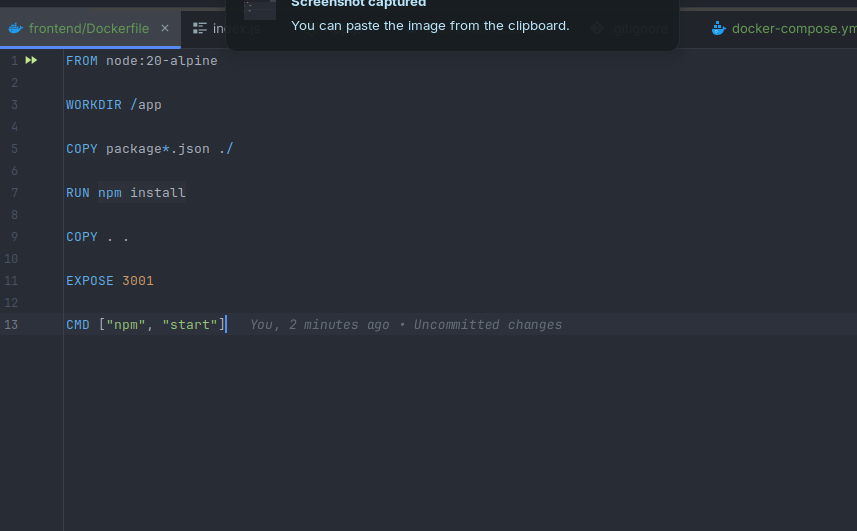 Screenshot captured
You can paste the image from the clipboard.
frontend/Dockerfile ×
.gitignore
docker-compose.ym
1 FROM node:20-alpine
2
3 WORKDIR /app
4
5 COPY package*.json ./
6
7 RUN npm install
8
9 COPY . .
10
11 EXPOSE 3001
12
13 CMD ["npm", "start"] You, 2 minutes ago • Uncommitted changes